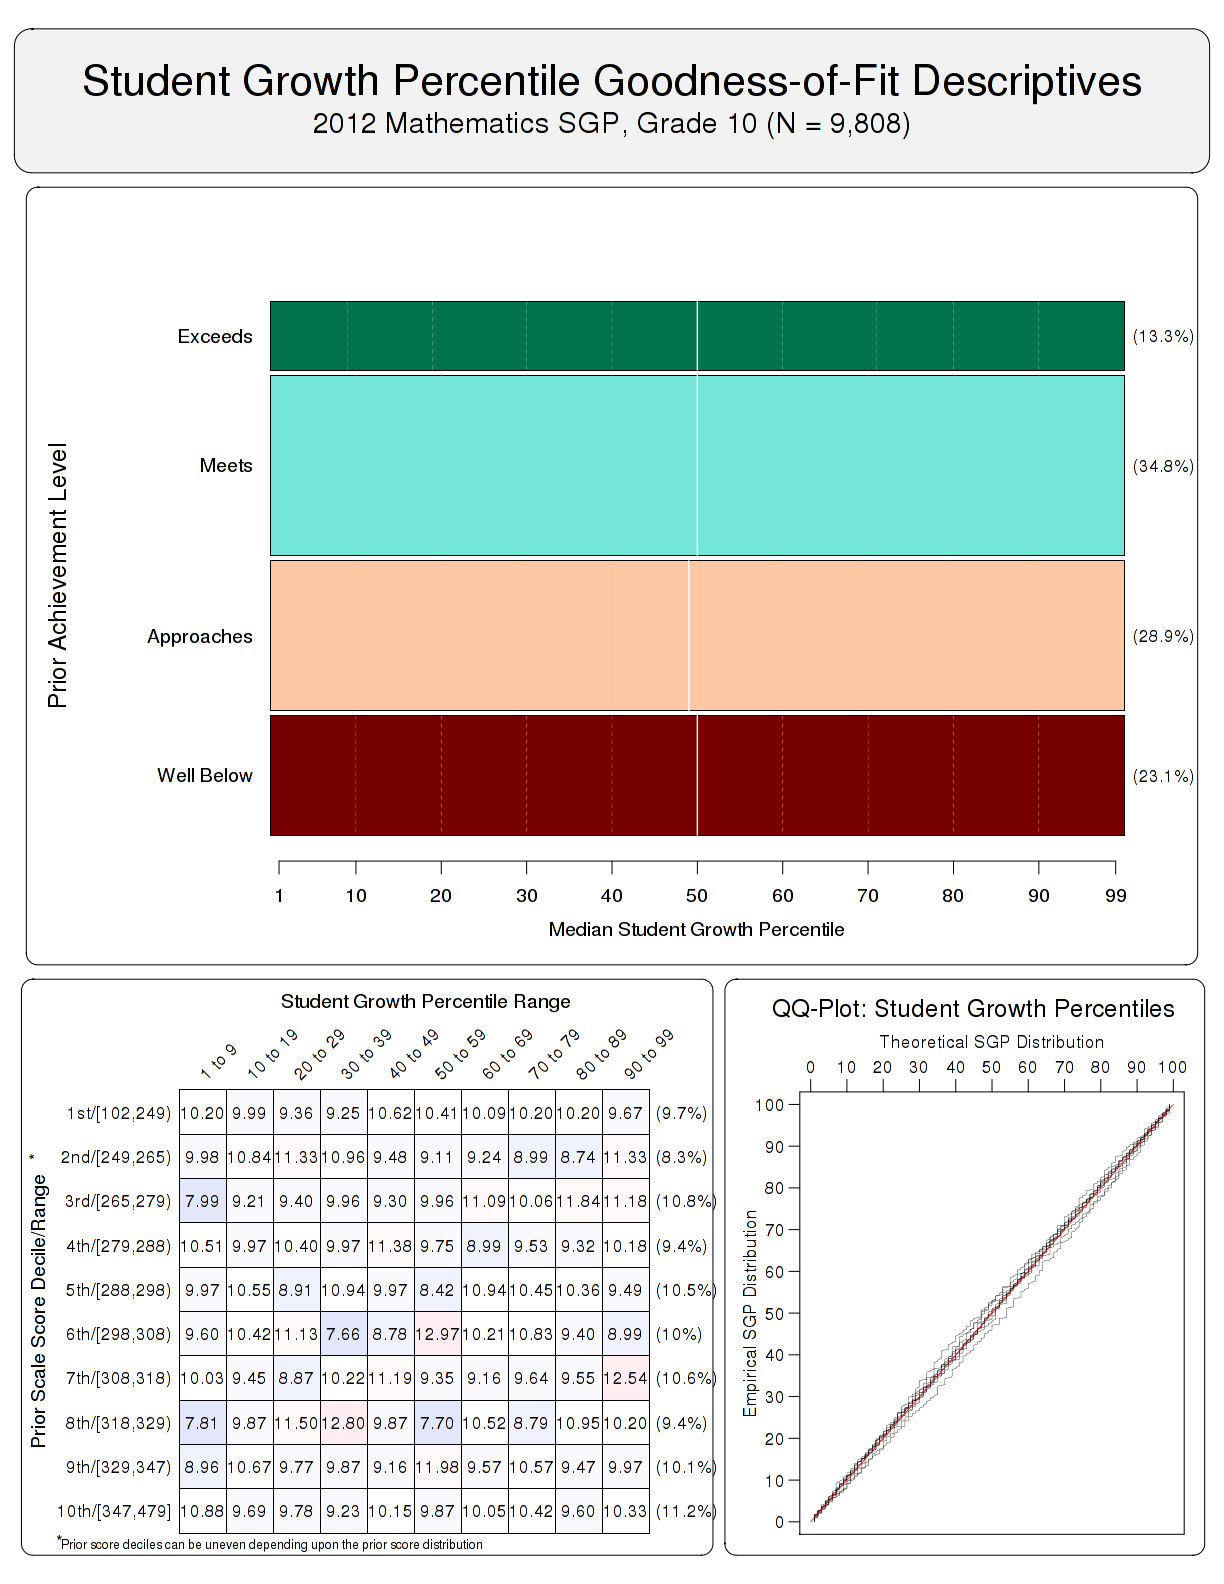 Student Growth Percentile Goodness-of-Fit Descriptives
2012 Mathematics SGP, Grade 10 (N = 9,808)
Prior Achievement Level
Exceeds (13.3%)
Meets (34.8%)
Approaches (28.9%)
Well Below (23.1%)
1 10 20 30 40 50 60 70 80 90 99
Median Student Growth Percentile
Student Growth Percentile Range
1 to 9 10 to 19 20 to 29 30 to 39 40 to 49 50 to 59 60 to 69 70 to 79 80 to 89 90 to 99
Prior Scale Score Decile/Range *
1st/[102,249) 10.20 9.99 9.36 9.25 10.62 10.41 10.09 10.20 10.20 9.67 (9.7%)
2nd/[249,265) 9.98 10.84 11.33 10.96 9.48 9.11 9.24 8.99 8.74 11.33 (8.3%)
3rd/[265,279) 7.99 9.21 9.40 9.96 9.30 9.96 11.09 10.06 11.84 11.18 (10.8%)
4th/[279,288) 10.51 9.97 10.40 9.97 11.38 9.75 8.99 9.53 9.32 10.18 (9.4%)
5th/[288,298) 9.97 10.55 8.91 10.94 9.97 8.42 10.94 10.45 10.36 9.49 (10.5%)
6th/[298,308) 9.60 10.42 11.13 7.66 8.78 12.97 10.21 10.83 9.40 8.99 (10%)
7th/[308,318) 10.03 9.45 8.87 10.22 11.19 9.35 9.16 9.64 9.55 12.54 (10.6%)
8th/[318,329) 7.81 9.87 11.50 12.80 9.87 7.70 10.52 8.79 10.95 10.20 (9.4%)
9th/[329,347) 8.96 10.67 9.77 9.87 9.16 11.98 9.57 10.57 9.47 9.97 (10.1%)
10th/[347,479] 10.88 9.69 9.78 9.23 10.15 9.87 10.05 10.42 9.60 10.33 (11.2%)
*Prior score deciles can be uneven depending upon the prior score distribution
QQ-Plot: Student Growth Percentiles
Theoretical SGP Distribution
0 10 20 30 40 50 60 70 80 90 100
Empirical SGP Distribution
100
90
80
70
60
50
40
30
20
10
0